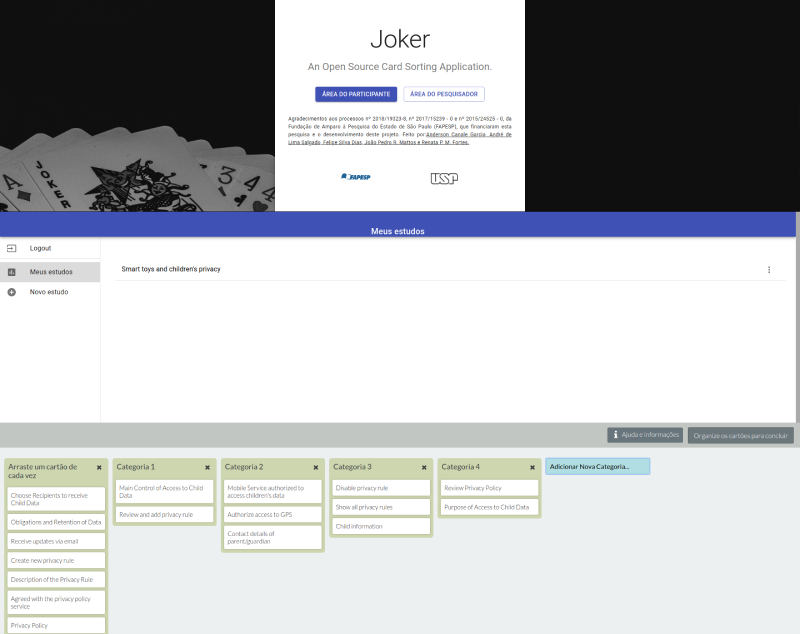 Joker
An Open Source Card Sorting Application.
ÁREA DO PARTICIPANTE
ÁREA DO PESQUISADOR
Agradecimentos aos processos nº 2018/19323-8, nº 2017/15239 - 0 e nº 2015/24525 - 0, da
Fundação de Amparo à Pesquisa do Estado de São Paulo (FAPESP), que financiaram esta
pesquisa e o desenvolvimento deste projeto. Feito por:Anderson Canale Garcia, André de
Lima Salgado, Felipe Silva Dias, João Pedro R. Mattos e Renata P. M. Fortes.
FAPESP
USP
A
JOKER
A
3 4 4
Meus estudos
Logout
Meus estudos
Novo estudo
Smart toys and children's privacy
Ajuda e informações
Organize os cartões para concluir
Arraste um cartão de
cada vez
Choose Recipients to receive
Child Data
Obligations and Retention of Data
Receive updates via email
Create new privacy rule
Description of the Privacy Rule
Agreed with the privacy policy
service
Privacy Policy
Categoria 1
Main Control of Access to Child
Data
Review and add privacy rule
Categoria 2
Mobile Service authorized to
access children's data
Authorize access to GPS
Contact details of
parent/guardian
Categoria 3
Disable privacy rule
Show all privacy rules
Child information
Categoria 4
Review Privacy Policy
Purpose of Access to Child Data
Adicionar Nova Categoria...